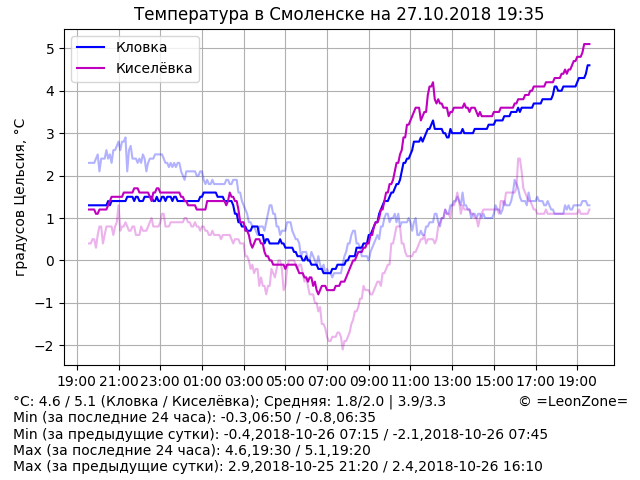 Температура в Смоленске на 27.10.2018 19:35
градусов Цельсия, °C
5
4
3
2
1
0
−1
−2
Кловка
Киселёвка
19:00 21:00 23:00 01:00 03:00 05:00 07:00 09:00 11:00 13:00 15:00 17:00 19:00
°C: 4.6 / 5.1 (Кловка / Киселёвка); Средняя: 1.8/2.0 | 3.9/3.3 © =LeonZone=
Min (за последние 24 часа): -0.3,06:50 / -0.8,06:35
Min (за предыдущие сутки): -0.4,2018-10-26 07:15 / -2.1,2018-10-26 07:45
Max (за последние 24 часа): 4.6,19:30 / 5.1,19:20
Max (за предыдущие сутки): 2.9,2018-10-25 21:20 / 2.4,2018-10-26 16:10